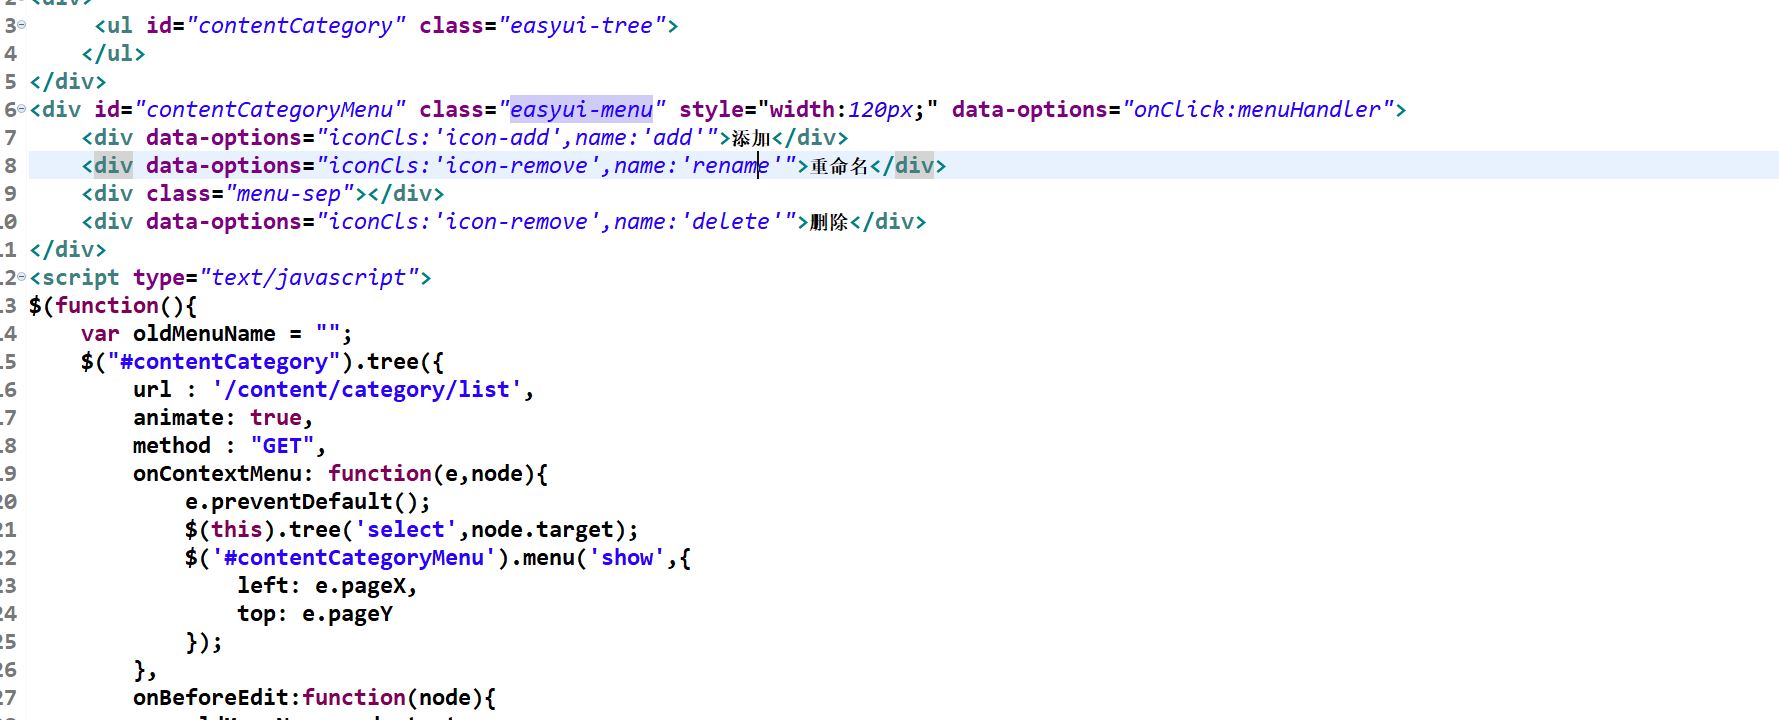 <div>
3 <ul id="contentCategory" class="easyui-tree">
4 </ul>
5 </div>
6 <div id="contentCategoryMenu" class="easyui-menu" style="width:120px;" data-options="onClick:menuHandler">
7 <div data-options="iconCls:'icon-add',name:'add'">添加</div>
8 <div data-options="iconCls:'icon-remove',name:'rename'">重命名</div>
9 <div class="menu-sep"></div>
10 <div data-options="iconCls:'icon-remove',name:'delete'">删除</div>
11 </div>
12 <script type="text/javascript">
13 $(function(){
14 var oldMenuName = "";
15 $("#contentCategory").tree({
16 url : '/content/category/list',
17 animate: true,
18 method : "GET",
19 onContextMenu: function(e,node){
20 e.preventDefault();
21 $(this).tree('select',node.target);
22 $('#contentCategoryMenu').menu('show',{
23 left: e.pageX,
24 top: e.pageY
25 });
26 },
27 onBeforeEdit:function(node){